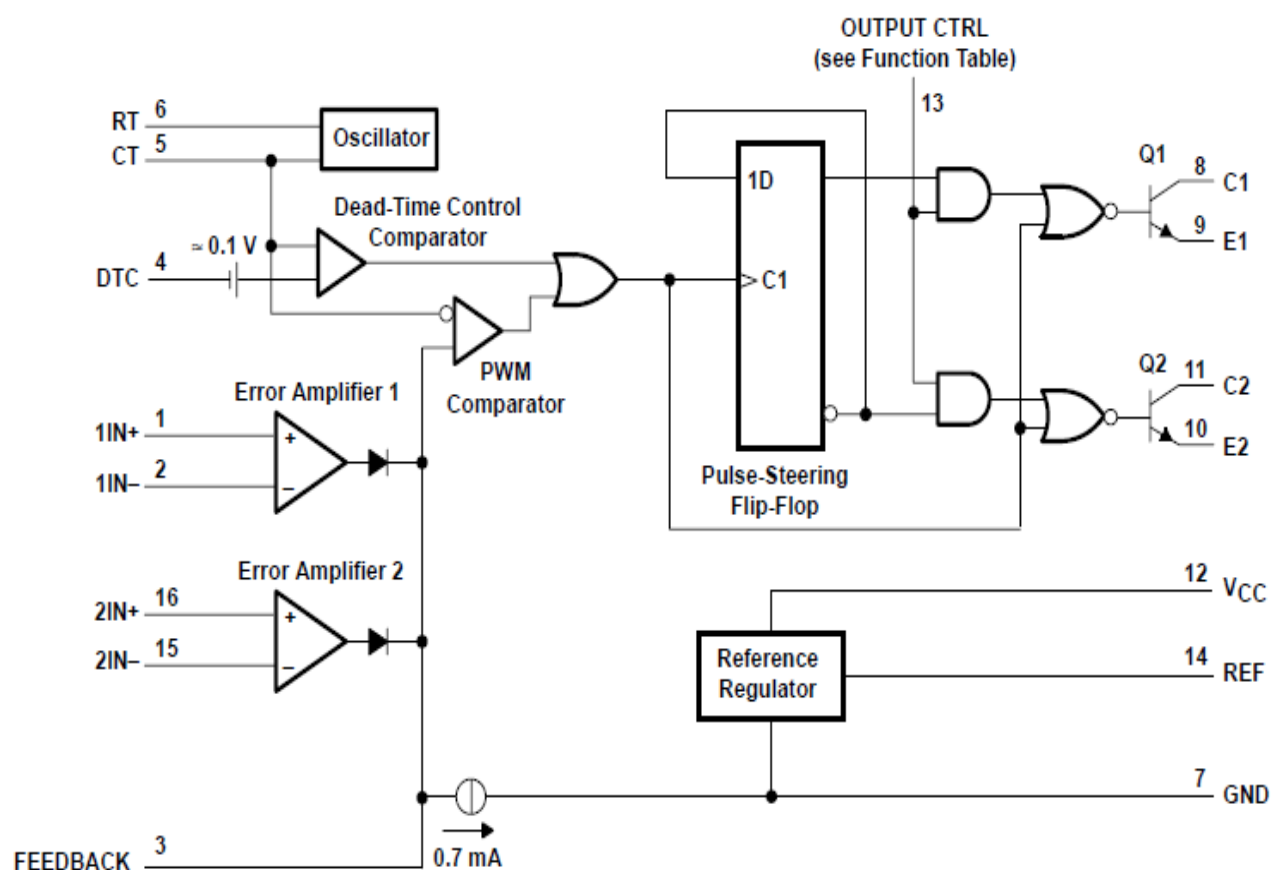 OUTPUT CTRL
(see Function Table)
13
RT 6
CT 5
Oscillator
Dead-Time Control
Comparator
≃ 0.1 V
DTC 4
1D
C1
Q1
8 C1
9 E1
PWM
Comparator
Error Amplifier 1
1IN+ 1
1IN– 2
+
–
Pulse-Steering
Flip-Flop
Q2
11 C2
10 E2
Error Amplifier 2
2IN+ 16
2IN– 15
+
–
12 VCC
Reference
Regulator
14 REF
7 GND
0.7 mA
FEEDBACK 3